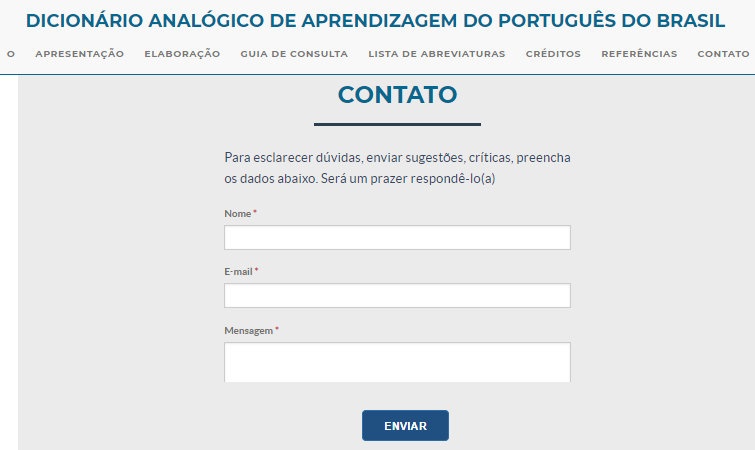 DICIONÁRIO ANALÓGICO DE APRENDIZAGEM DO PORTUGUÊS DO BRASIL
O APRESENTAÇÃO ELABORAÇÃO GUIA DE CONSULTA LISTA DE ABREVIATURAS CRÉDITOS REFERÊNCIAS CONTATO
CONTATO
Para esclarecer dúvidas, enviar sugestões, críticas, preencha
os dados abaixo. Será um prazer respondê-lo(a)
Nome *
E-mail *
Mensagem *
ENVIAR